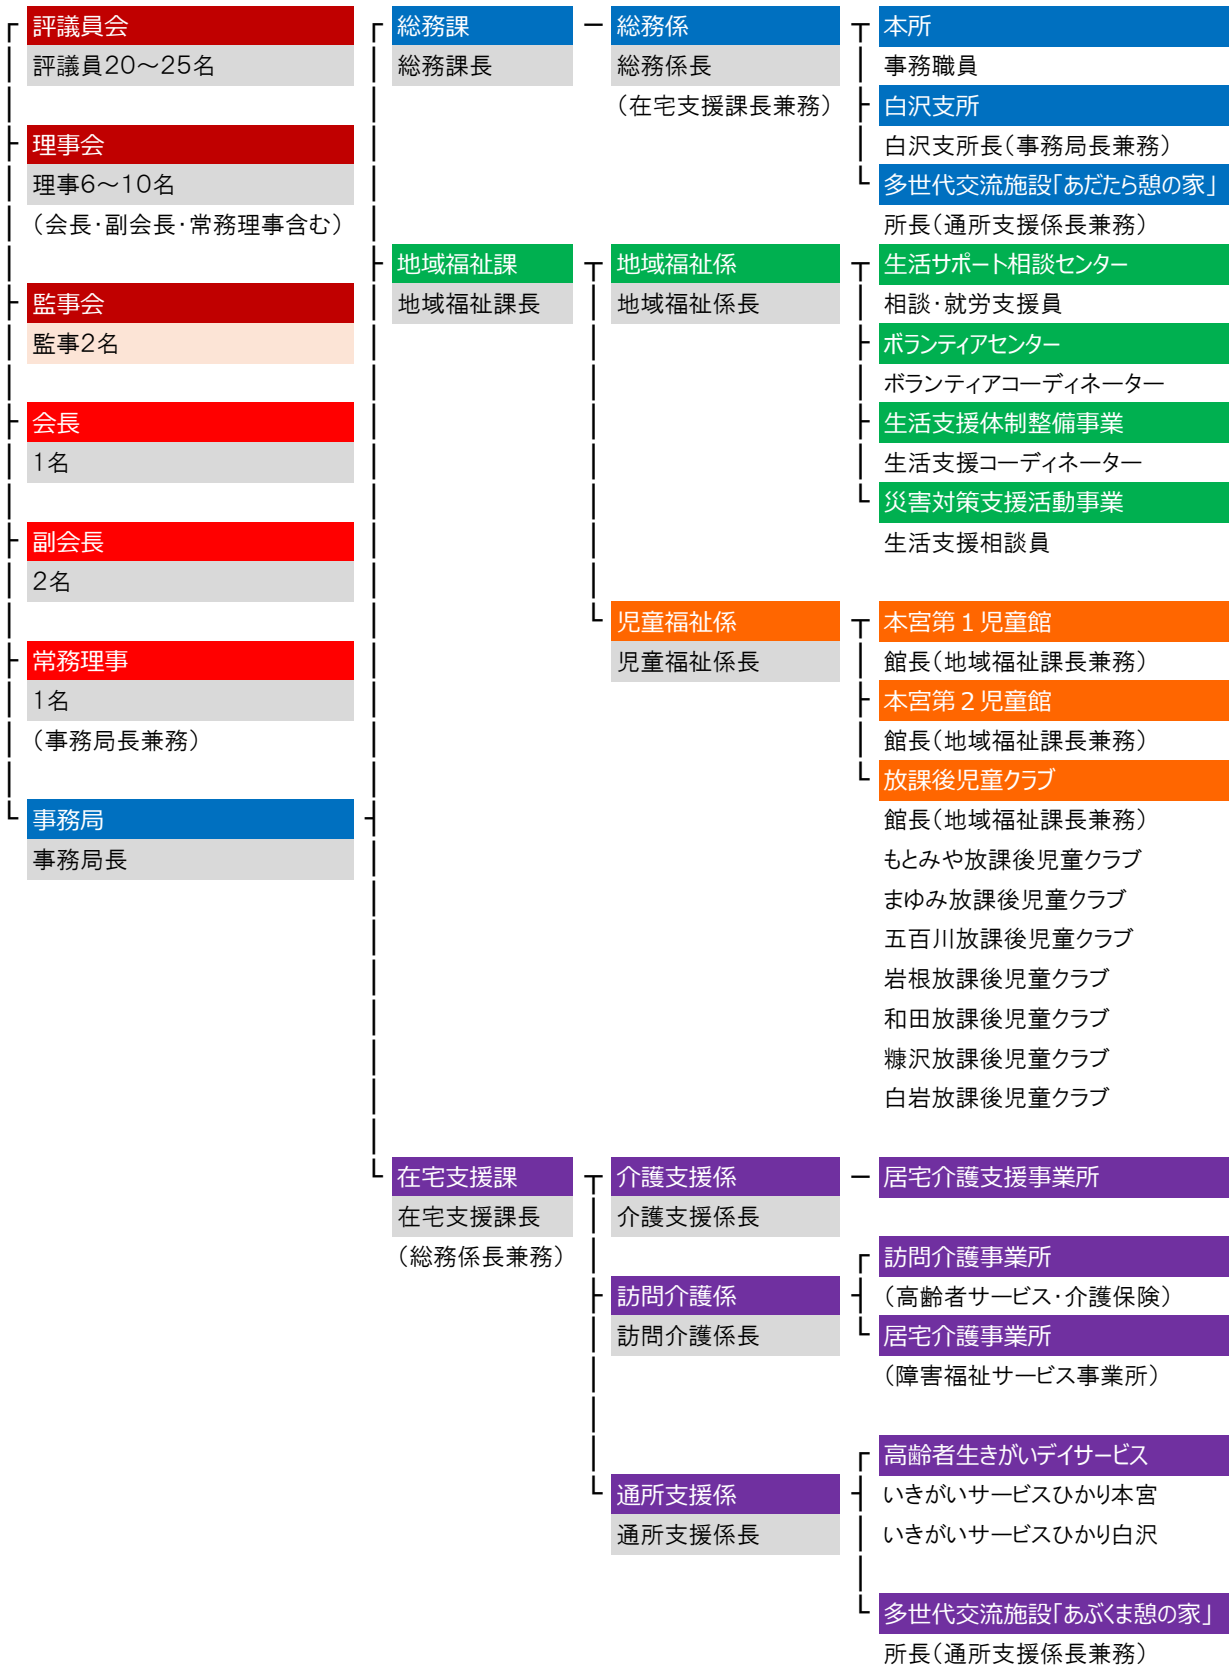 評議員会
評議員20～25名
理事会
理事6～10名
（会長・副会長・常務理事含む）
監事会
監事2名
会長
1名
副会長
2名
常務理事
1名
（事務局長兼務）
事務局
事務局長
総務課
総務課長
総務係
総務係長
（在宅支援課長兼務）
本所
事務職員
白沢支所
白沢支所長（事務局長兼務）
多世代交流施設「あだたら憩の家」
所長（通所支援係長兼務）
地域福祉課
地域福祉課長
地域福祉係
地域福祉係長
生活サポート相談センター
相談・就労支援員
ボランティアセンター
ボランティアコーディネーター
生活支援体制整備事業
生活支援コーディネーター
災害対策支援活動事業
生活支援相談員
児童福祉係
児童福祉係長
本宮第１児童館
館長（地域福祉課長兼務）
本宮第２児童館
館長（地域福祉課長兼務）
放課後児童クラブ
館長（地域福祉課長兼務）
もとみや放課後児童クラブ
まゆみ放課後児童クラブ
五百川放課後児童クラブ
岩根放課後児童クラブ
和田放課後児童クラブ
糠沢放課後児童クラブ
白岩放課後児童クラブ
在宅支援課
在宅支援課長
（総務係長兼務）
介護支援係
介護支援係長
居宅介護支援事業所
訪問介護係
訪問介護係長
訪問介護事業所
（高齢者サービス・介護保険）
居宅介護事業所
（障害福祉サービス事業所）
通所支援係
通所支援係長
高齢者生きがいデイサービス
いきがいサービスひかり本宮
いきがいサービスひかり白沢
多世代交流施設「あぶくま憩の家」
所長（通所支援係長兼務）